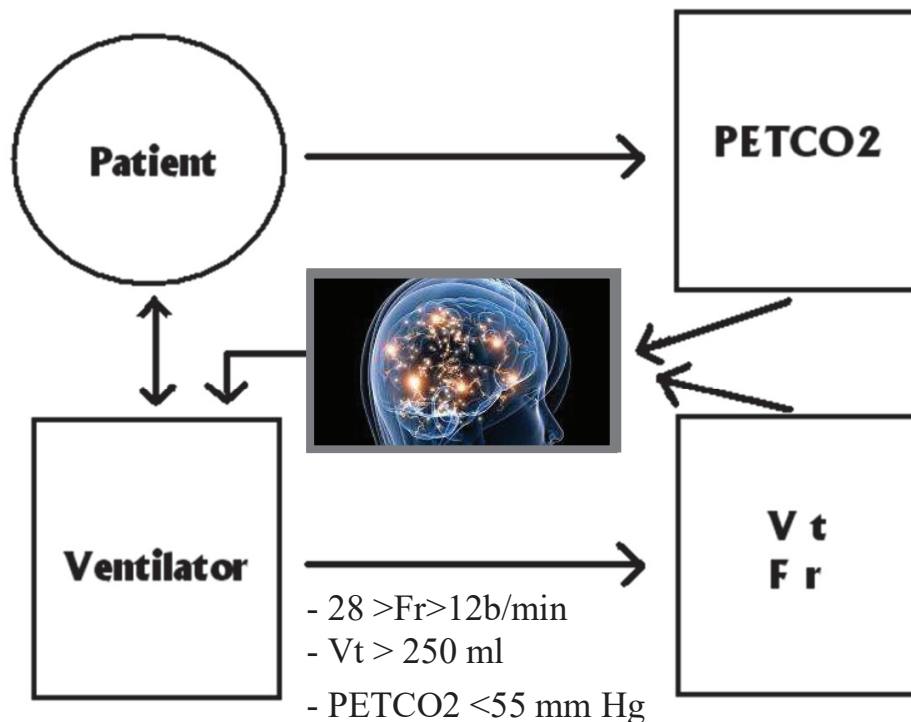 Patient
PETCO2
Ventilator
V t
F r
- 28 >Fr>12b/min
- Vt > 250 ml
- PETCO2 <55 mm Hg